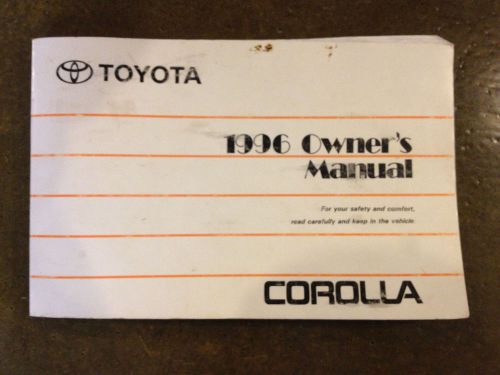 TOYOTA
1996 Owner's
Manual
For your safety and comfort,
read carefully and keep in the vehicle
COROLLA